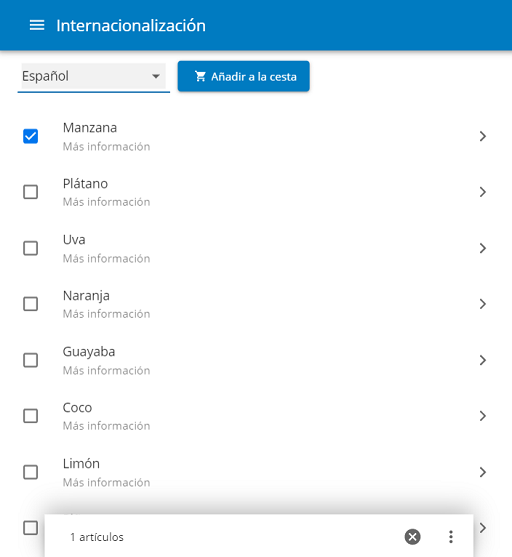 Internacionalización
Español
Añadir a la cesta
Manzana
Más información
Plátano
Más información
Uva
Más información
Naranja
Más información
Guayaba
Más información
Coco
Más información
Limón
Más información
1 artículos